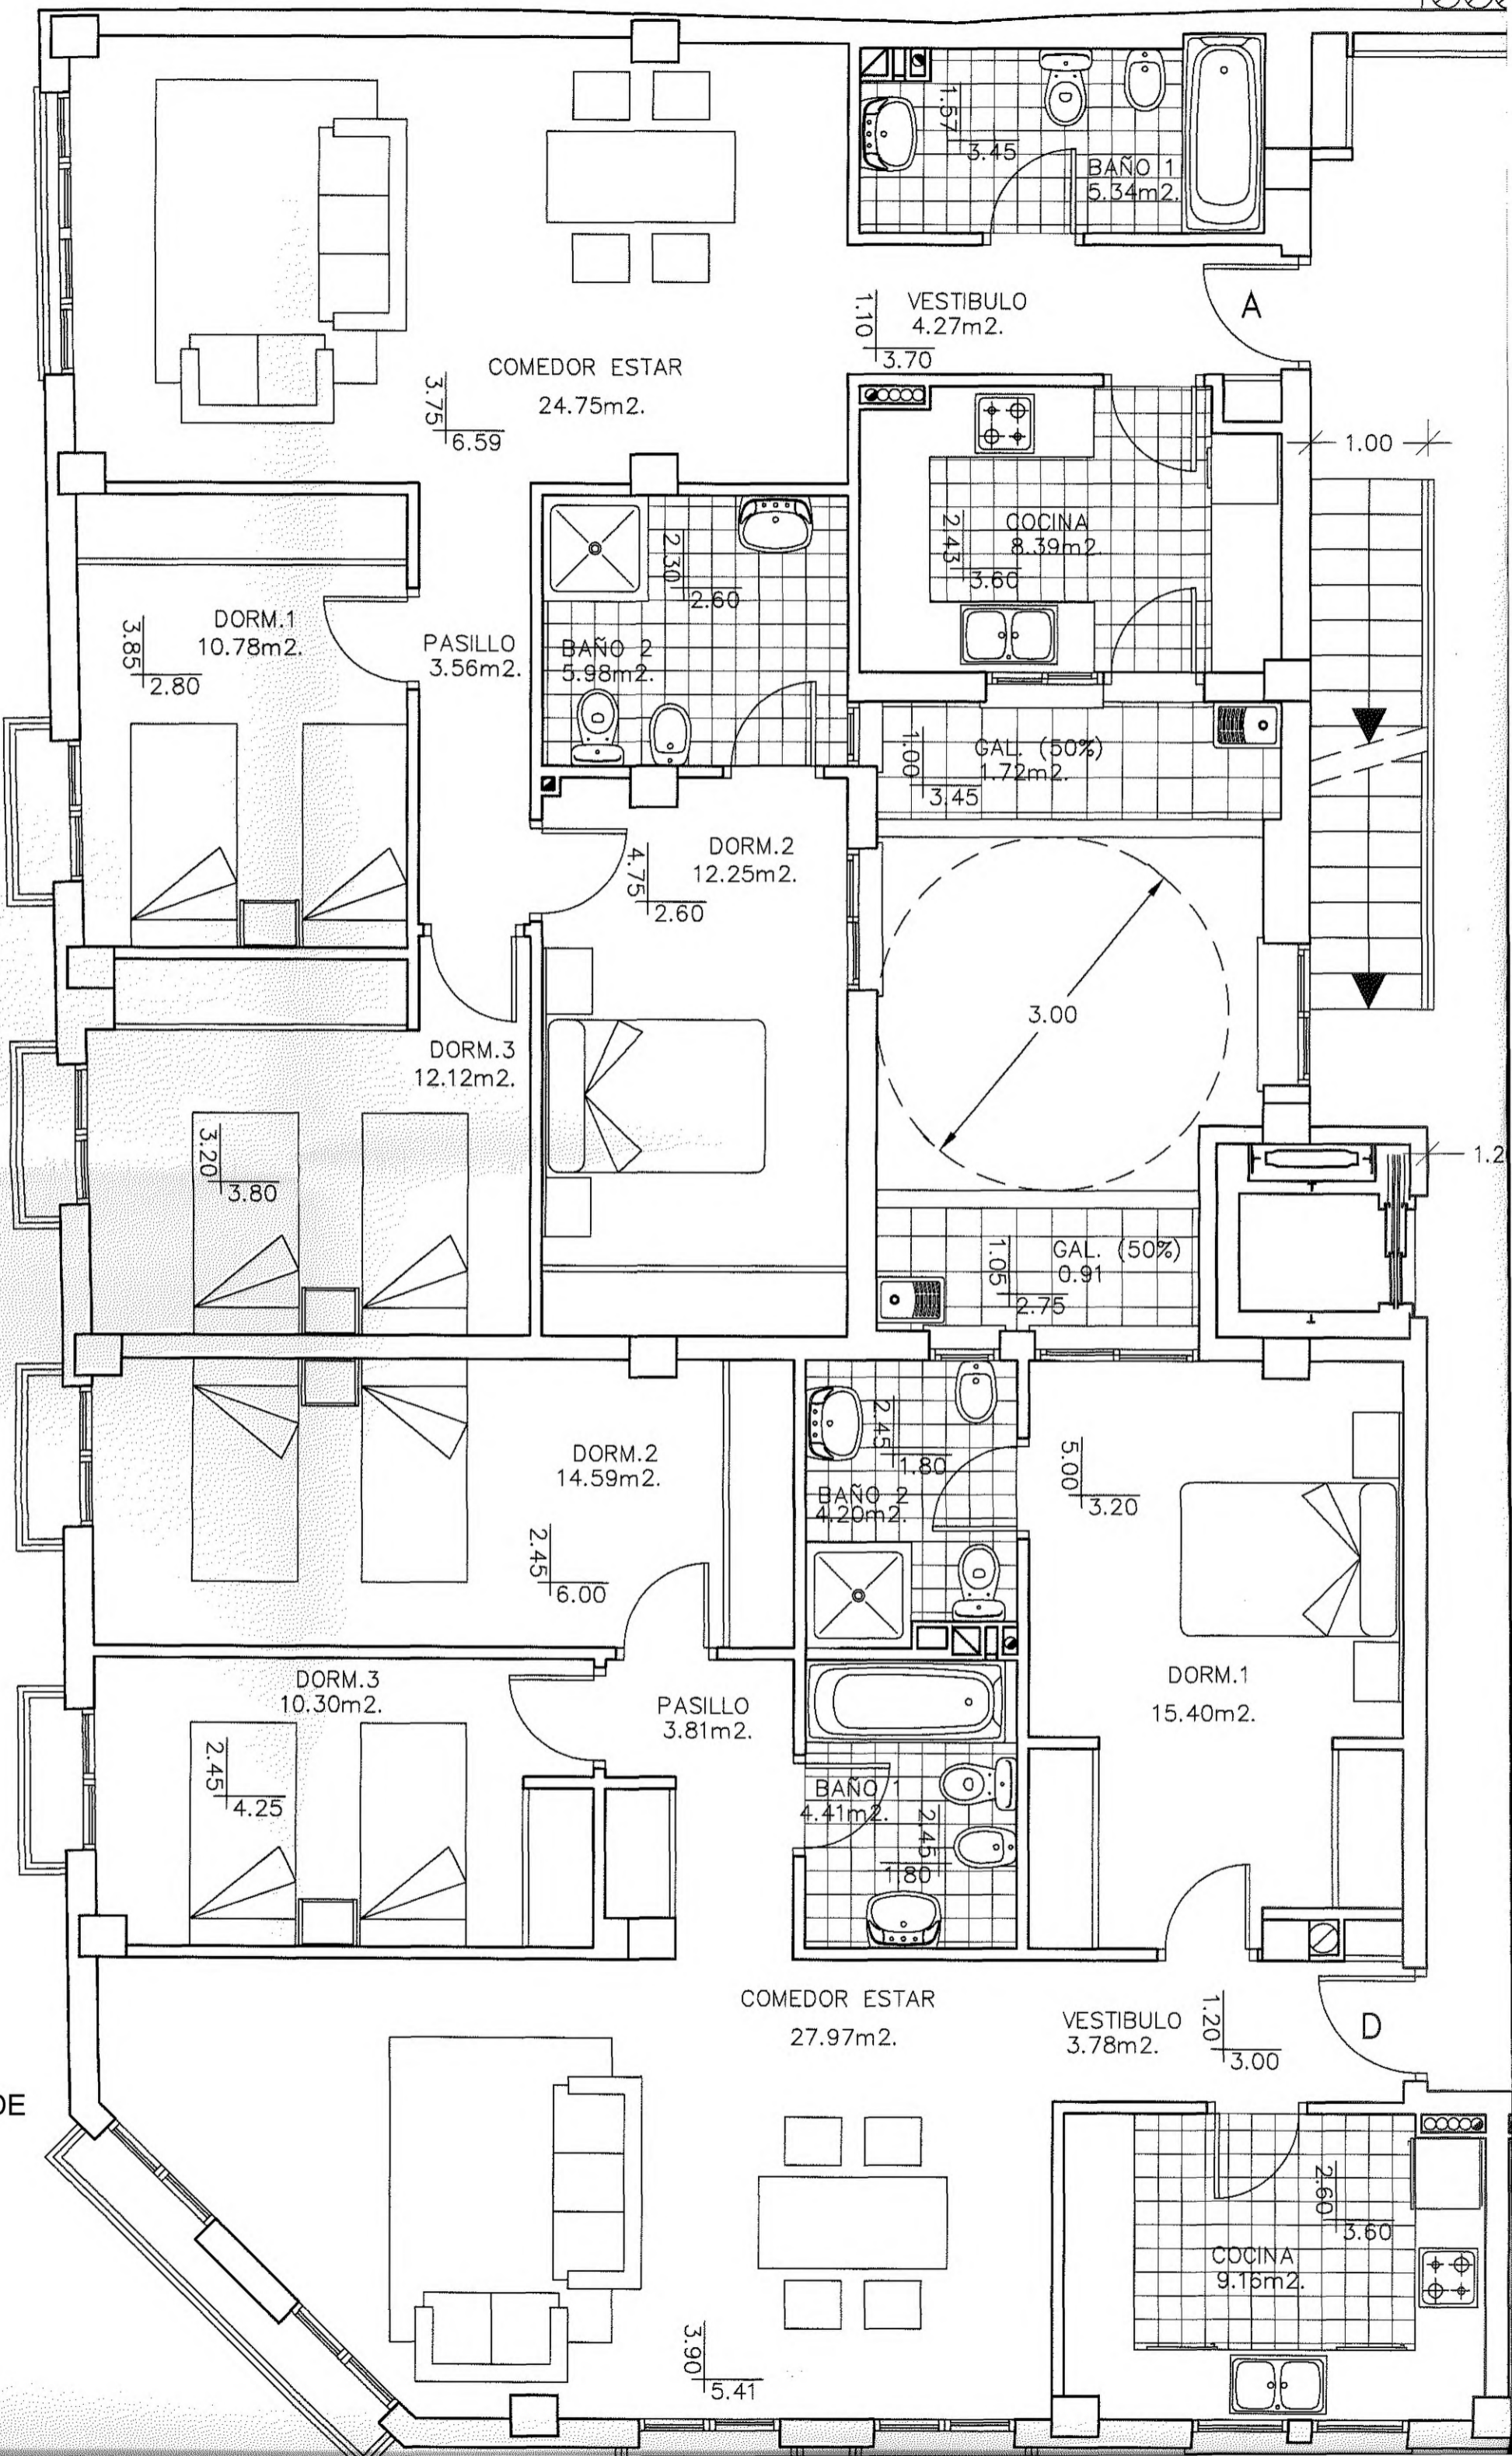 1.57
3.45
BAÑO 1
5.34m2.
VESTIBULO
4.27m2.
1.10
3.70
A
COMEDOR ESTAR
24.75m2.
3.75
6.59
1.00
COCINA
8.39m2
2.43
3.60
2.30
2.60
BAÑO 2
5.98m2.
DORM.1
10.78m2.
3.85
2.80
PASILLO
3.56m2.
GAL. (50%)
1.72m2.
1.00
3.45
DORM.2
12.25m2.
4.75
2.60
3.00
DORM.3
12.12m2.
3.20
3.80
1.2
GAL. (50%)
0.91
1.05
2.75
DORM.2
14.59m2.
2.45
6.00
2.45
1.80
BAÑO 2
4.20m2.
5.00
3.20
DORM.1
15.40m2.
DORM.3
10.30m2.
2.45
4.25
PASILLO
3.81m2.
BAÑO 1
4.41m2.
2.45
1.80
COMEDOR ESTAR
27.97m2.
VESTIBULO
3.78m2.
1.20
3.00
D
DE
2.60
3.60
COCINA
9.16m2.
3.90
5.41